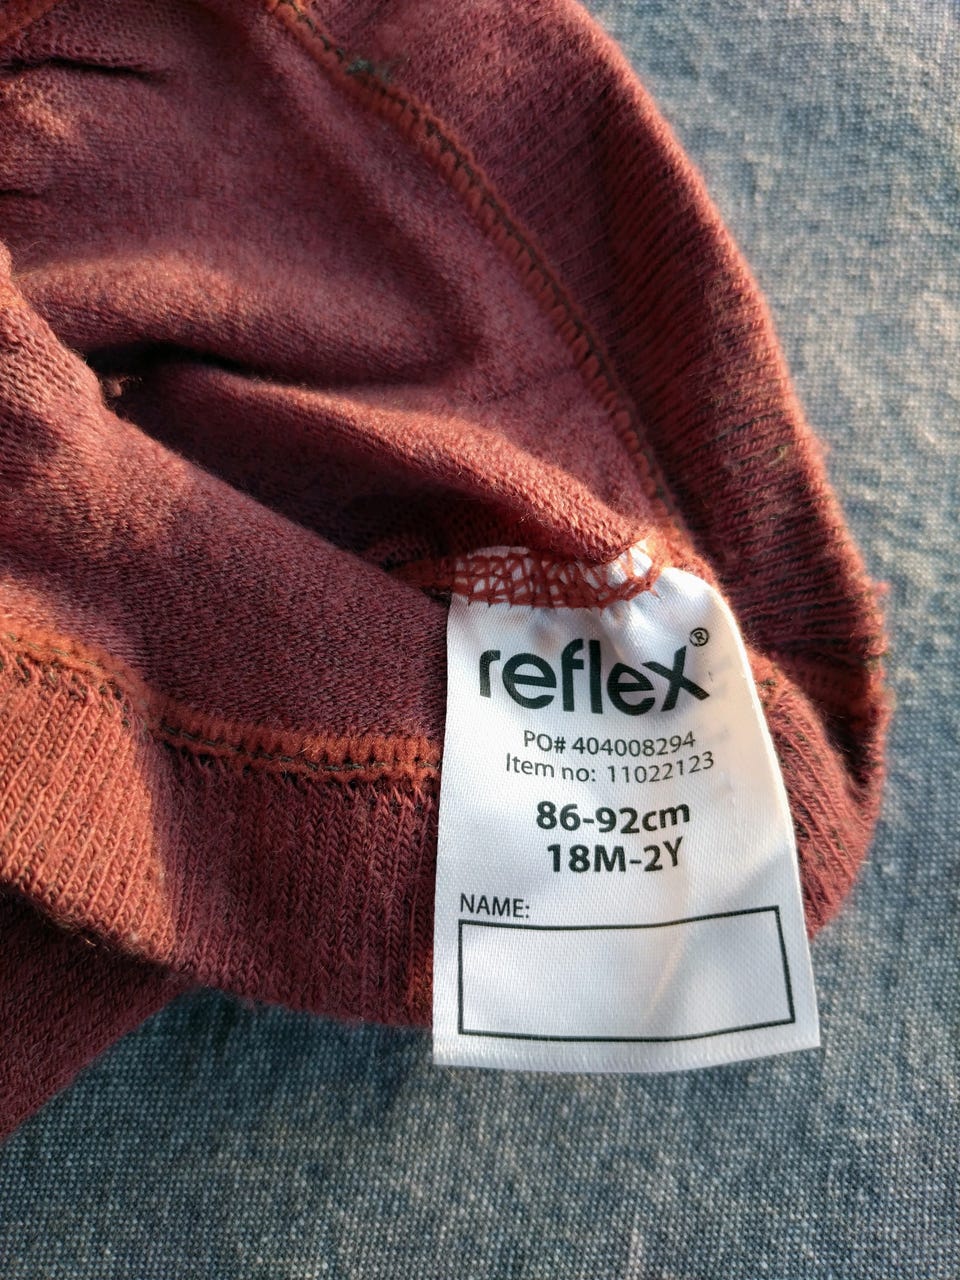 reflex®
PO# 404008294
Item no: 11022123
86-92cm
18M-2Y
NAME: